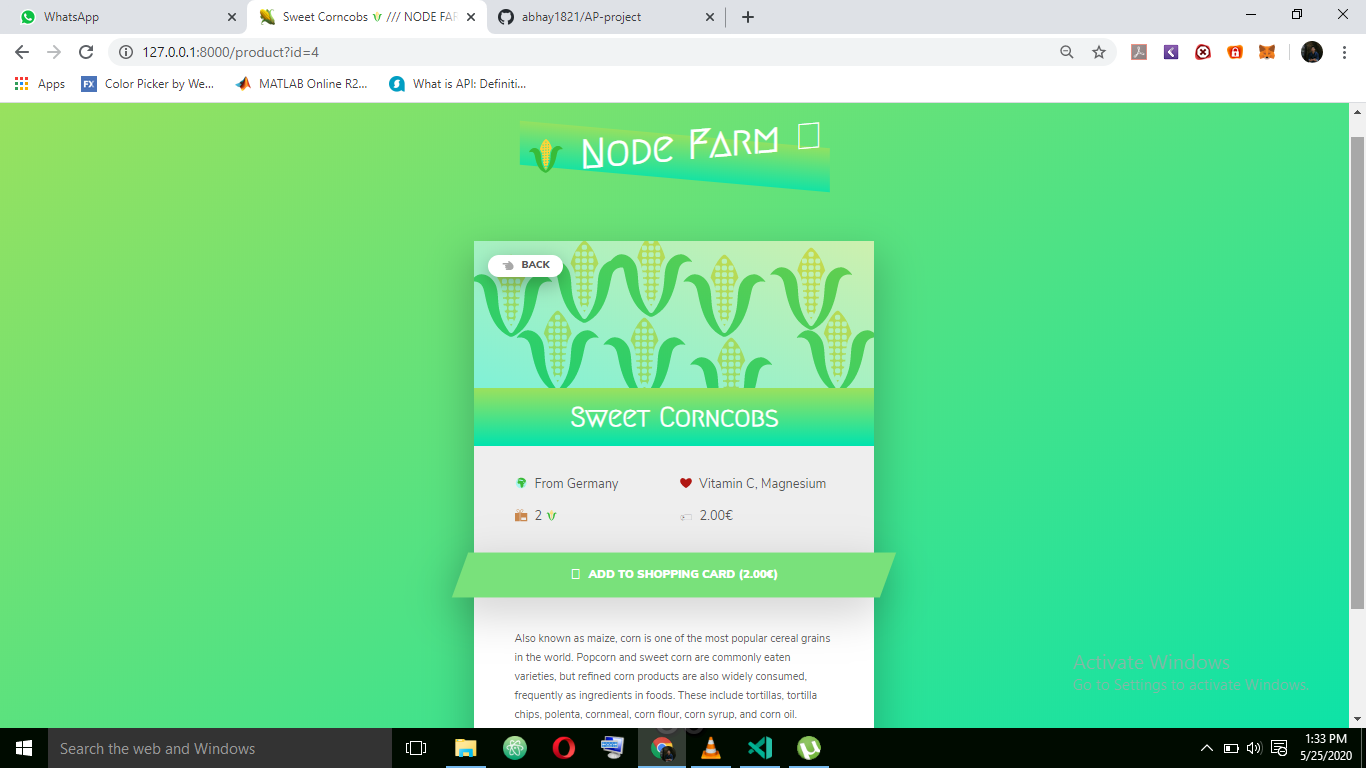 WhatsApp
Sweet Corncobs 🌽 /// NODE FAR
abhay1821/AP-project
127.0.0.1:8000/product?id=4
Apps
Color Picker by We...
MATLAB Online R2...
What is API: Definiti...
Node Farm
BACK
Sweet Corncobs
From Germany
Vitamin C, Magnesium
2 🌽
2.00€
ADD TO SHOPPING CARD (2.00€)
Also known as maize, corn is one of the most popular cereal grains
in the world. Popcorn and sweet corn are commonly eaten
varieties, but refined corn products are also widely consumed,
frequently as ingredients in foods. These include tortillas, tortilla
chips, polenta, cornmeal, corn flour, corn syrup, and corn oil.
Activate Windows
Go to Settings to activate Windows.
Search the web and Windows
1:33 PM
5/25/2020